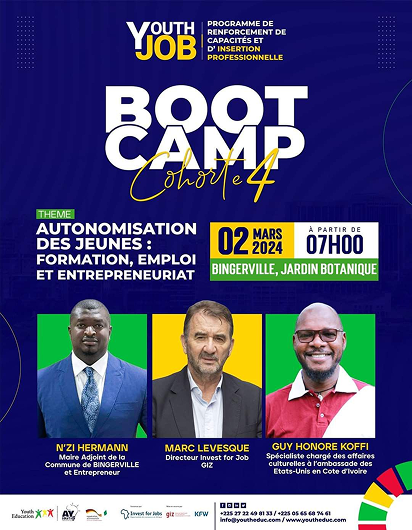 YOUTH
JOB
PROGRAMME DE
RENFORCEMENT DE
CAPACITÉS ET
D' INSERTION
PROFESSIONNELLE
BOOT
CAMP
Cohorte 4
THEME
AUTONOMISATION
DES JEUNES :
FORMATION, EMPLOI
ET ENTREPRENEURIAT
02 MARS
2024
À PARTIR DE
07H00
BINGERVILLE, JARDIN BOTANIQUE
N'ZI HERMANN
Maire Adjoint de la
Commune de BINGERVILLE
et Entrepreneur
MARC LEVESQUE
Directeur Invest for Job
GIZ
GUY HONORE KOFFI
Spécialiste chargé des affaires
culturelles à l'ambassade des
Etats-Unis en Cote d'Ivoire
Youth
Education
AY
Invest for Jobs
giz
KFW
+225 27 22 49 81 33 / +225 05 65 68 74 61
info@youtheduc.com / www.youtheduc.com